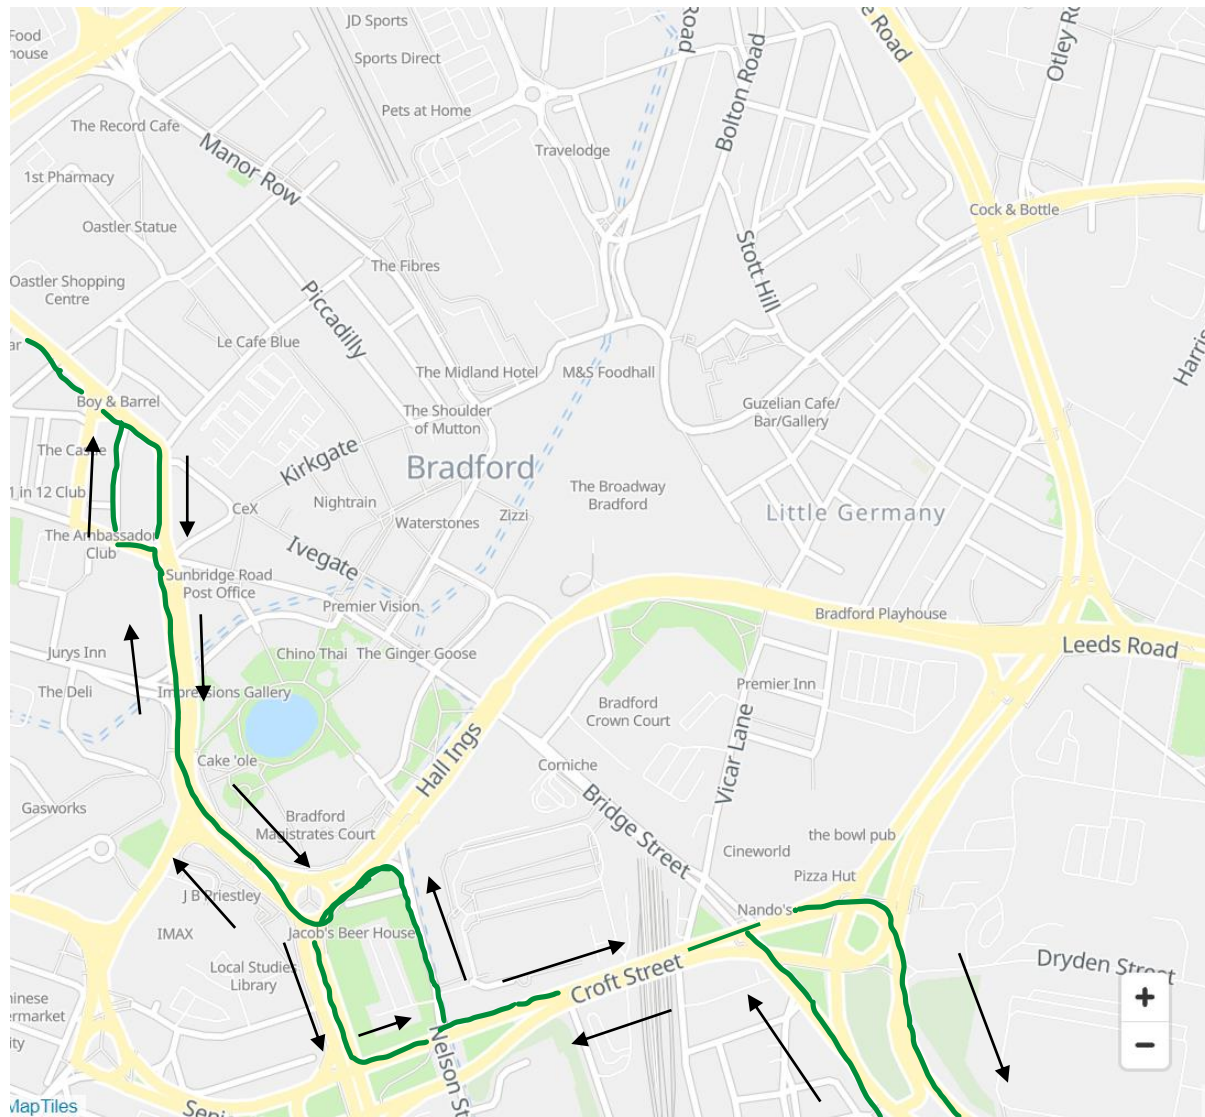 JD Sports
Food
house
Sports Direct
Road
e Road
Otley Ro
Bolton Road
Pets at Home
The Record Cafe
Manor Row
Travelodge
1st Pharmacy
Cock & Bottle
Oastler Statue
Stott Hill
The Fibres
Oastler Shopping
Centre
Piccadilly
Harris
ar
Le Cafe Blue
The Midland Hotel
M&S Foodhall
Boy & Barrel
The Shoulder
of Mutton
Guzelian Cafe/
Bar/Gallery
The Castle
Kirkgate
Bradford
1 in 12 Club
Nightrain
The Broadway
Bradford
CeX
Zizzi
Little Germany
Waterstones
The Ambassador
Club
Ivegate
Sunbridge Road
Post Office
Premier Vision
Bradford Playhouse
Leeds Road
Jurys Inn
Chino Thai
The Ginger Goose
The Deli
Impressions Gallery
Premier Inn
Bradford
Crown Court
Vicar Lane
Hall Ings
Cake 'ole
Corniche
Gasworks
Bradford
Magistrates Court
Bridge Street
the bowl pub
Cineworld
Pizza Hut
J B Priestley
Nando's
IMAX
Jacob's Beer House
Local Studies
Library
Croft Street
Dryden Street
hinese
ermarket
ity
+
−
Nelson St
MapTiles
Seni